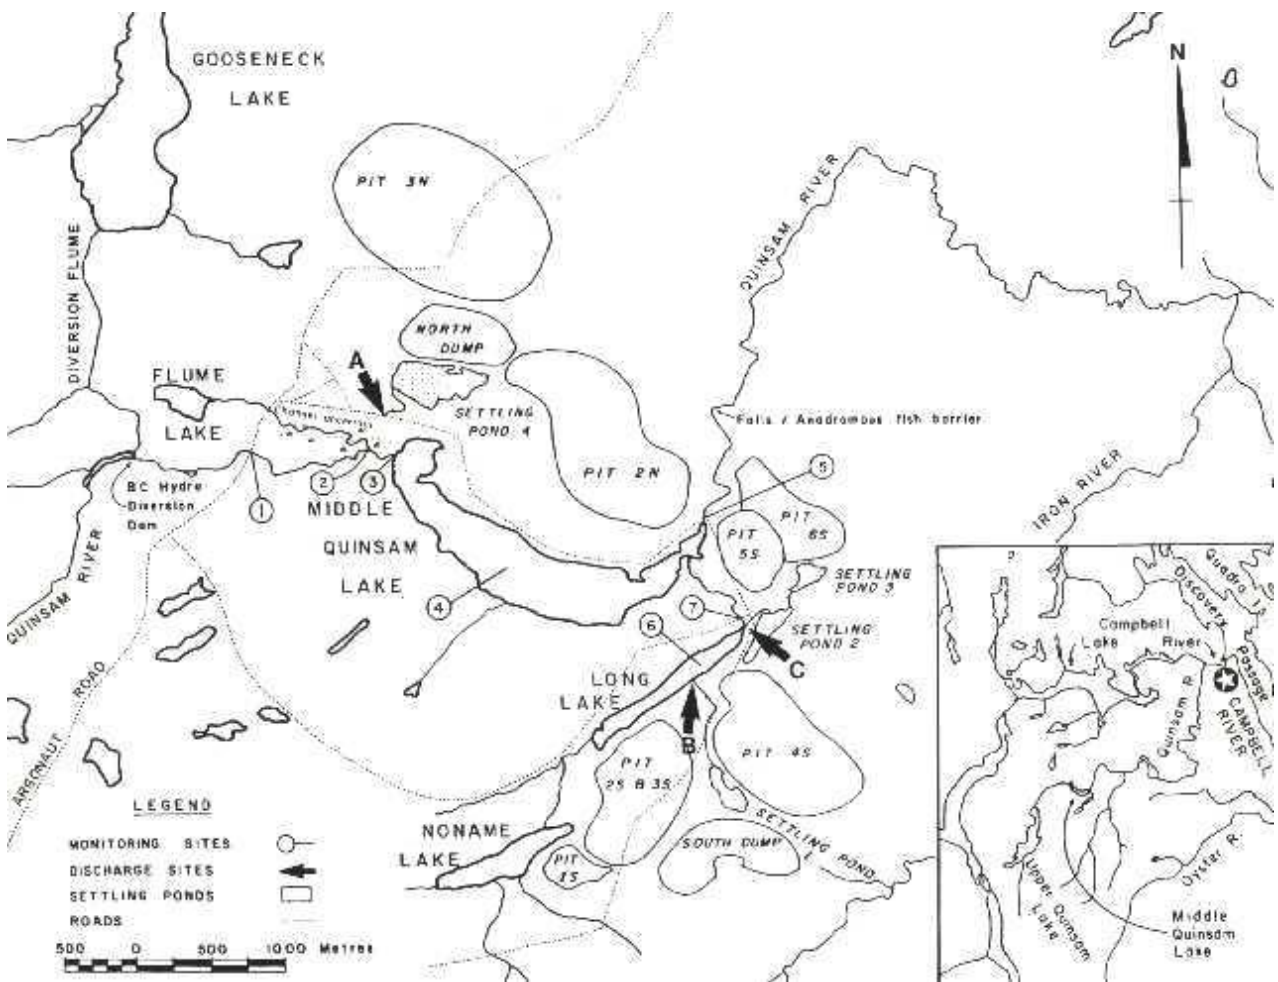 GOOSENECK
LAKE
N
PIT 3N
QUINSAM RIVER
DIVERSION FLUME
NORTH
DUMP
A
FLUME
LAKE
SETTLING
POND 4
Falls / Anadromous fish barrier
PIT 2N
5
2
3
1
MIDDLE
QUINSAM
LAKE
BC Hydro
Diversion
Dam
QUINSAM RIVER
PIT
6S
PIT
5S
IRON RIVER
SETTLING
POND 3
4
7
6
SETTLING
POND 2
C
LONG
LAKE
B
ARGONAUT ROAD
PIT
2S & 3S
PIT 4S
NONAME
LAKE
PIT
1S
SOUTH DUMP
SETTLING POND
1
LEGEND
MONITORING SITES
DISCHARGE SITES
SETTLING PONDS
ROADS
500 0 500 1000 Metres
Quadra Is.
Discovery Passage
Campbell
Lake
River
CAMPBELL
RIVER
Quinsam R.
Oyster R.
Upper Quinsam
Lake
Middle
Quinsam
Lake